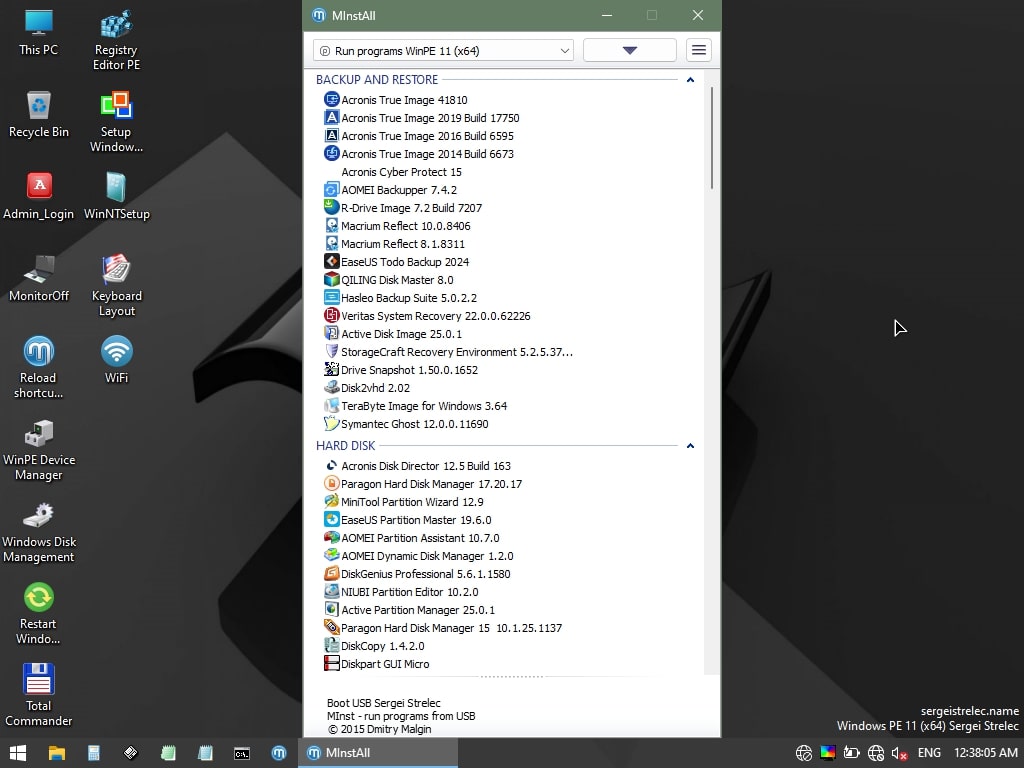 This PC
Registry
Editor PE
Recycle Bin
Setup
Window...
Admin_Login
WinNTSetup
MonitorOff
Keyboard
Layout
Reload
shortcu...
WiFi
WinPE Device
Manager
Windows Disk
Management
Restart
Windo...
Total
Commander
MInstAll
Run programs WinPE 11 (x64)
BACKUP AND RESTORE
Acronis True Image 41810
Acronis True Image 2019 Build 17750
Acronis True Image 2016 Build 6595
Acronis True Image 2014 Build 6673
Acronis Cyber Protect 15
AOMEI Backupper 7.4.2
R-Drive Image 7.2 Build 7207
Macrium Reflect 10.0.8406
Macrium Reflect 8.1.8311
EaseUS Todo Backup 2024
QILING Disk Master 8.0
Hasleo Backup Suite 5.0.2.2
Veritas System Recovery 22.0.0.62226
Active Disk Image 25.0.1
StorageCraft Recovery Environment 5.2.5.37...
Drive Snapshot 1.50.0.1652
Disk2vhd 2.02
TeraByte Image for Windows 3.64
Symantec Ghost 12.0.0.11690
HARD DISK
Acronis Disk Director 12.5 Build 163
Paragon Hard Disk Manager 17.20.17
MiniTool Partition Wizard 12.9
EaseUS Partition Master 19.6.0
AOMEI Partition Assistant 10.7.0
AOMEI Dynamic Disk Manager 1.2.0
DiskGenius Professional 5.6.1.1580
NIUBI Partition Editor 10.2.0
Active Partition Manager 25.0.1
Paragon Hard Disk Manager 15 10.1.25.1137
DiskCopy 1.4.2.0
Diskpart GUI Micro
Boot USB Sergei Strelec
MInst - run programs from USB
© 2015 Dmitry Malgin
sergeistrelec.name
Windows PE 11 (x64) Sergei Strelec
MInstAll
ENG
12:38:05 AM